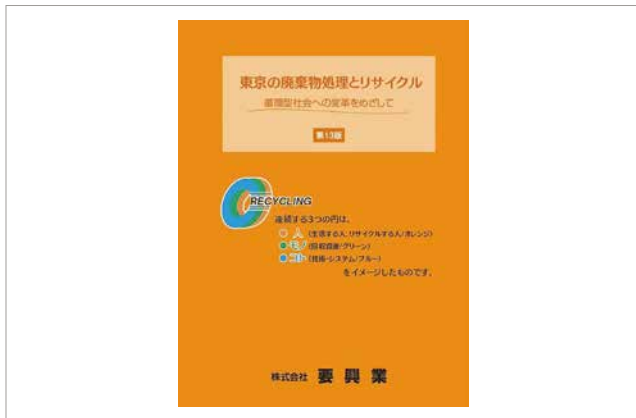 東京の廃棄物処理とリサイクル
循環型社会への変革をめざして
第13版
RECYCLING
連続する3つの円は、
人 (生活する人、リサイクルする人/オレンジ)
モノ (回収資源/グリーン)
コト (技術・システム/ブルー)
をイメージしたものです。
株式会社 要興業